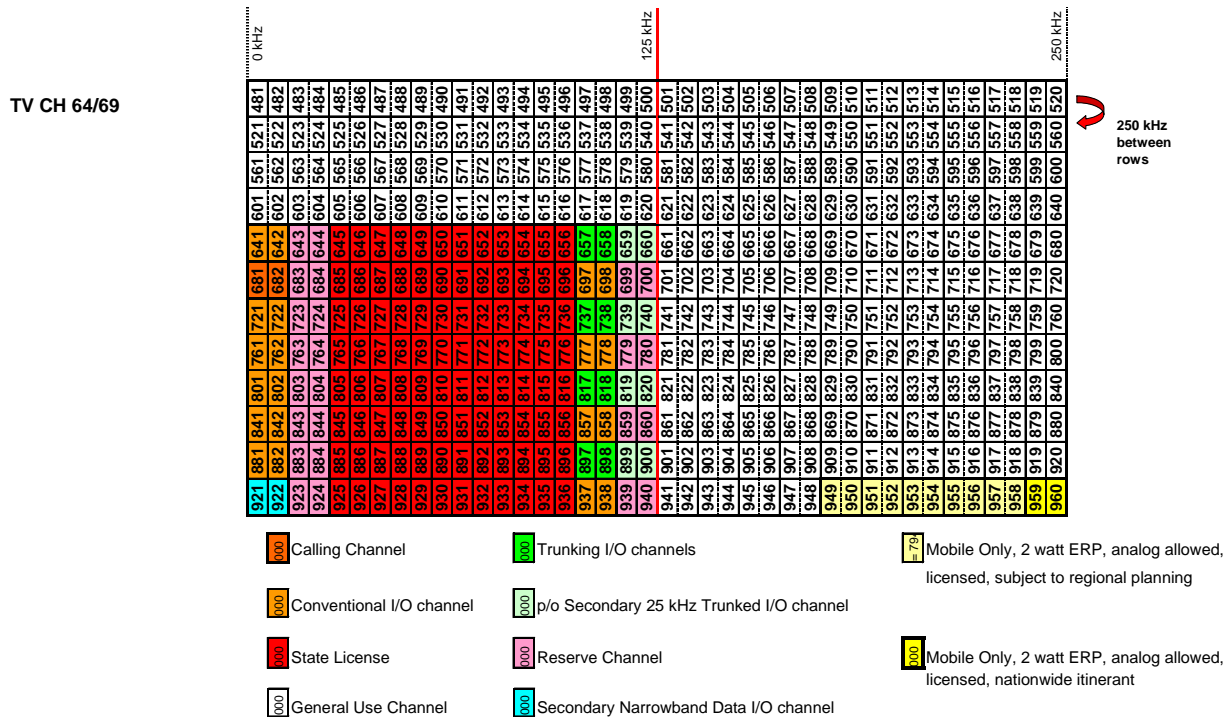 0 kHz 125 kHz 250 kHz
TV CH 64/69
481 482 483 484 485 486 487 488 489 490 491 492 493 494 495 496 497 498 499 500 501 502 503 504 505 506 507 508 509 510 511 512 513 514 515 516 517 518 519 520
521 522 523 524 525 526 527 528 529 530 531 532 533 534 535 536 537 538 539 540 541 542 543 544 545 546 547 548 549 550 551 552 553 554 555 556 557 558 559 560
561 562 563 564 565 566 567 568 569 570 571 572 573 574 575 576 577 578 579 580 581 582 583 584 585 586 587 588 589 590 591 592 593 594 595 596 597 598 599 600
601 602 603 604 605 606 607 608 609 610 611 612 613 614 615 616 617 618 619 620 621 622 623 624 625 626 627 628 629 630 631 632 633 634 635 636 637 638 639 640
641 642 643 644 645 646 647 648 649 650 651 652 653 654 655 656 657 658 659 660 661 662 663 664 665 666 667 668 669 670 671 672 673 674 675 676 677 678 679 680
681 682 683 684 685 686 687 688 689 690 691 692 693 694 695 696 697 698 699 700 701 702 703 704 705 706 707 708 709 710 711 712 713 714 715 716 717 718 719 720
721 722 723 724 725 726 727 728 729 730 731 732 733 734 735 736 737 738 739 740 741 742 743 744 745 746 747 748 749 750 751 752 753 754 755 756 757 758 759 760
761 762 763 764 765 766 767 768 769 770 771 772 773 774 775 776 777 778 779 780 781 782 783 784 785 786 787 788 789 790 791 792 793 794 795 796 797 798 799 800
801 802 803 804 805 806 807 808 809 810 811 812 813 814 815 816 817 818 819 820 821 822 823 824 825 826 827 828 829 830 831 832 833 834 835 836 837 838 839 840
841 842 843 844 845 846 847 848 849 850 851 852 853 854 855 856 857 858 859 860 861 862 863 864 865 866 867 868 869 870 871 872 873 874 875 876 877 878 879 880
881 882 883 884 885 886 887 888 889 890 891 892 893 894 895 896 897 898 899 900 901 902 903 904 905 906 907 908 909 910 911 912 913 914 915 916 917 918 919 920
921 922 923 924 925 926 927 928 929 930 931 932 933 934 935 936 937 938 939 940 941 942 943 944 945 946 947 948 949 950 951 952 953 954 955 956 957 958 959 960
250 kHz
between
rows
000 Calling Channel
000 Conventional I/O channel
000 State License
000 General Use Channel
000 Trunking I/O channels
000 p/o Secondary 25 kHz Trunked I/O channel
000 Reserve Channel
000 Secondary Narrowband Data I/O channel
Mobile Only, 2 watt ERP, analog allowed,
licensed, subject to regional planning
000 Mobile Only, 2 watt ERP, analog allowed,
licensed, nationwide itinerant